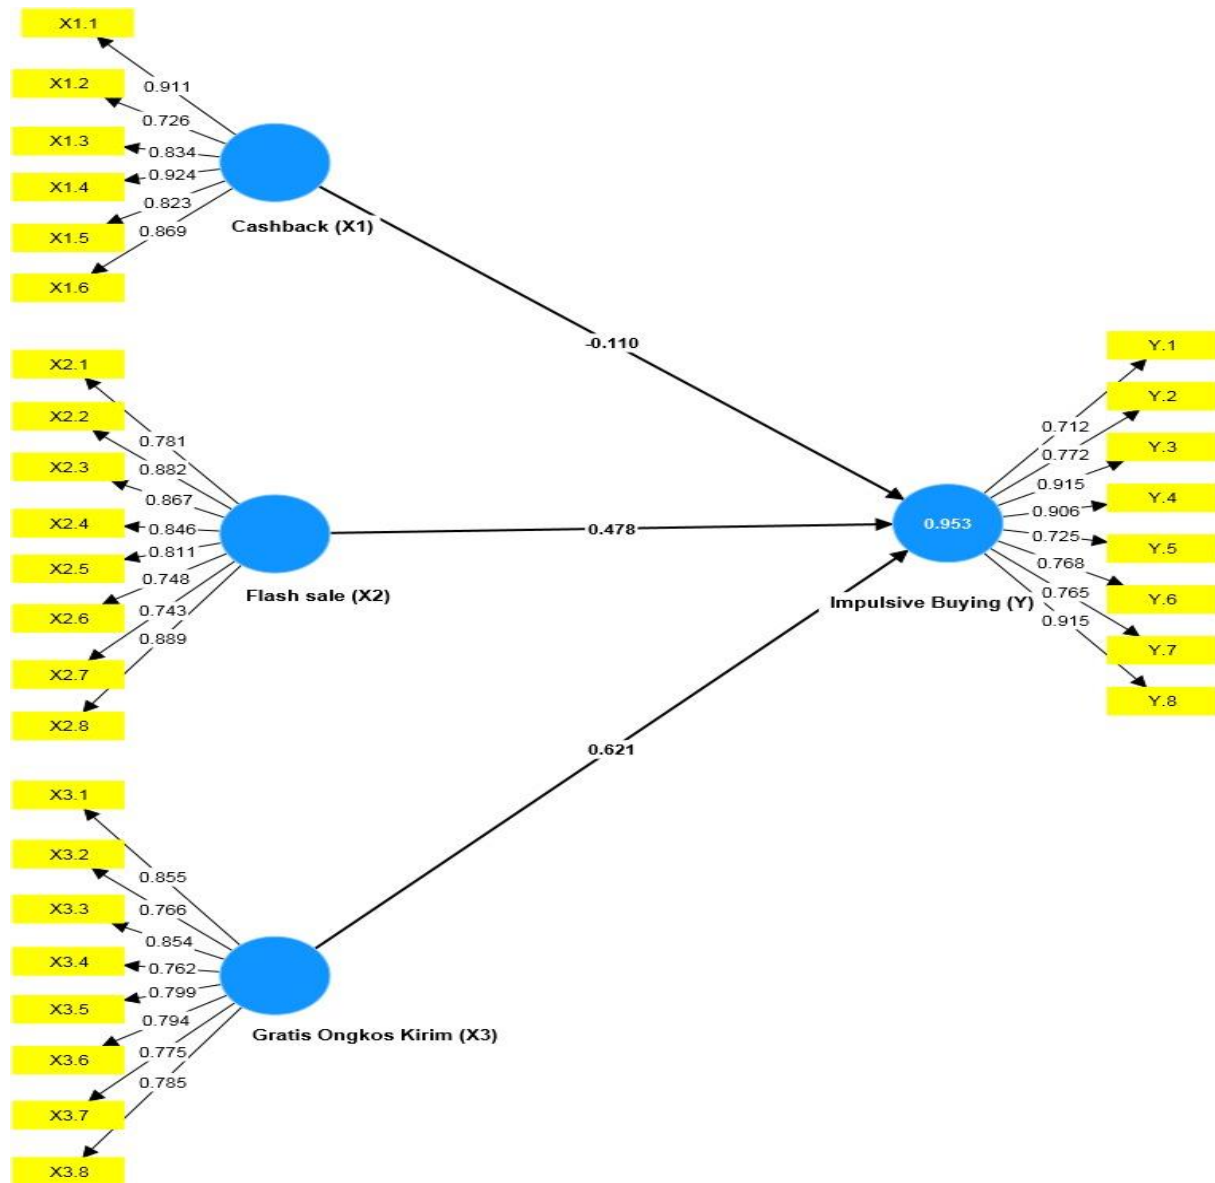 X1.1
0.911
X1.2
0.726
X1.3
0.834
X1.4
0.924
X1.5
0.823
X1.6
0.869
Cashback (X1)
-0.110
X2.1
0.781
X2.2
0.882
X2.3
0.867
X2.4
0.846
X2.5
0.811
X2.6
0.748
X2.7
0.743
X2.8
0.889
Flash sale (X2)
0.478
X3.1
0.855
X3.2
0.766
X3.3
0.854
X3.4
0.762
X3.5
0.799
X3.6
0.794
X3.7
0.775
X3.8
0.785
Gratis Ongkos Kirim (X3)
0.621
0.953
Impulsive Buying (Y)
Y.1
0.712
Y.2
0.772
Y.3
0.915
Y.4
0.906
Y.5
0.725
Y.6
0.768
Y.7
0.765
Y.8
0.915